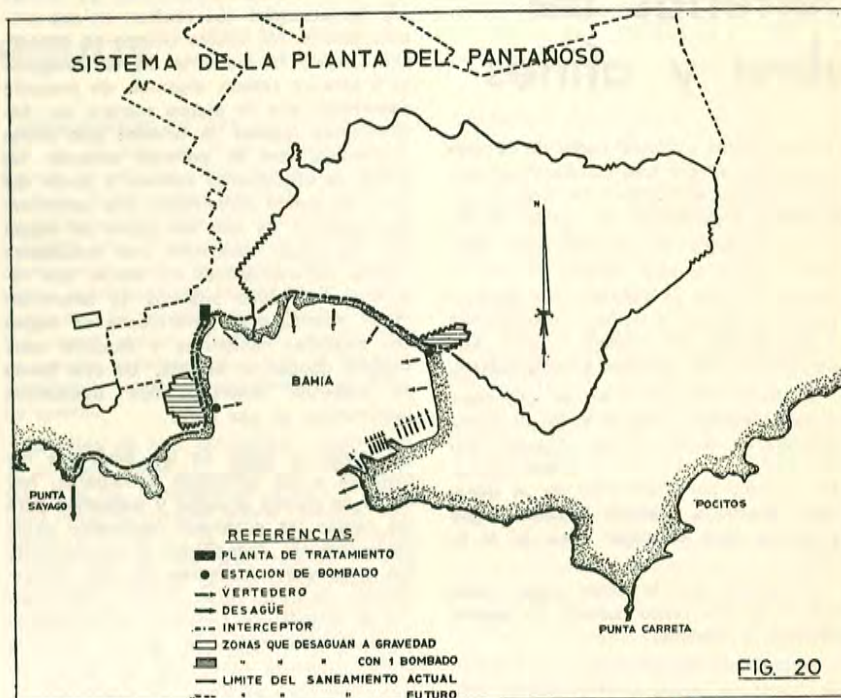 SISTEMA DE LA PLANTA DEL PANTANOSO
N
BAHIA
PUNTA
SAYAGO
POCITOS
PUNTA CARRETA
REFERENCIAS
PLANTA DE TRATAMIENTO
ESTACION DE BOMBADO
VERTEDERO
DESAGÜE
INTERCEPTOR
ZONAS QUE DESAGUAN A GRAVEDAD
" " " CON 1 BOMBADO
LIMITE DEL SANEAMIENTO ACTUAL
" " " FUTURO
FIG. 20